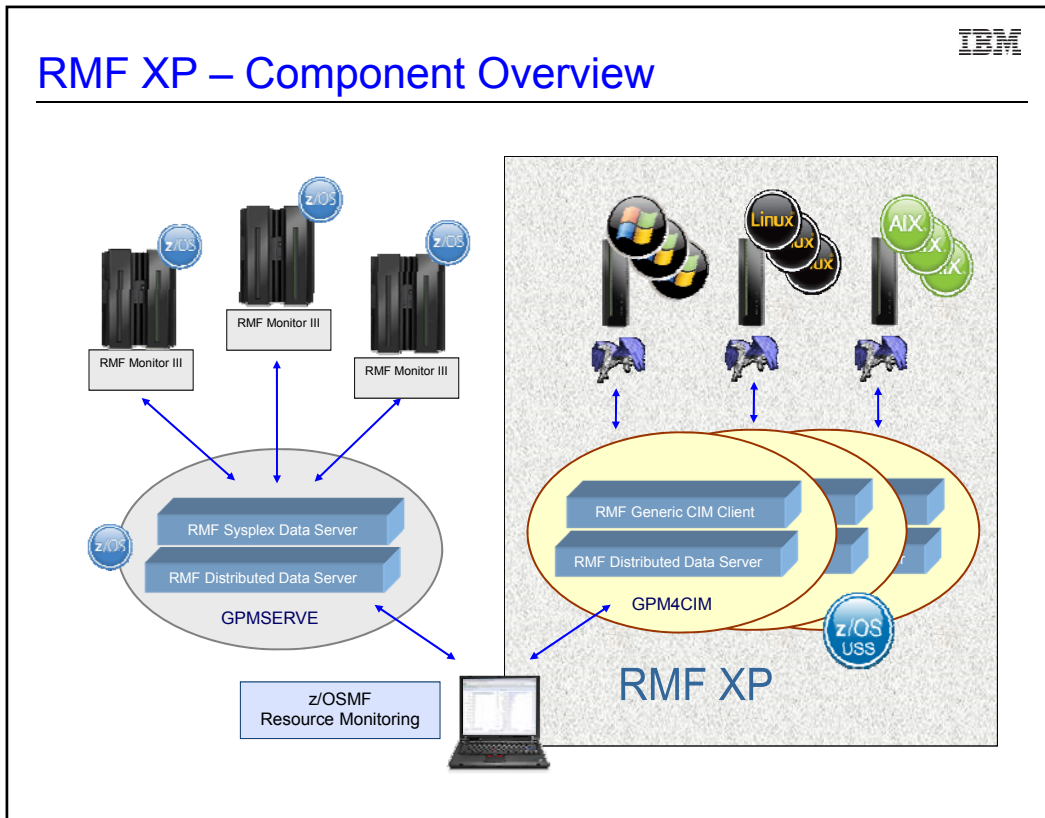 IBM
RMF XP – Component Overview
z/OS
z/OS
z/OS
RMF Monitor III
RMF Monitor III
RMF Monitor III
Linux
AIX
RMF Sysplex Data Server
RMF Distributed Data Server
GPMSERVE
z/OS
RMF Generic CIM Client
RMF Distributed Data Server
GPM4CIM
z/OS
USS
RMF XP
z/OSMF
Resource Monitoring